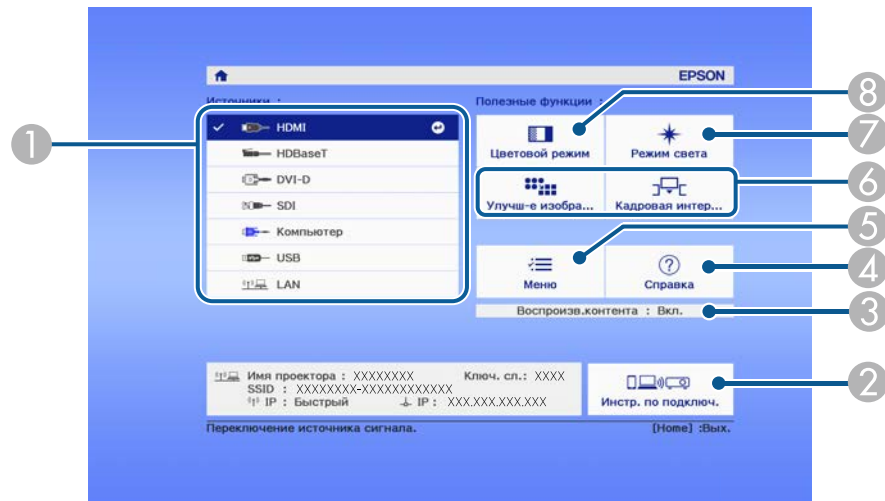 EPSON
Источники :
Полезные функции :
HDMI
HDBaseT
DVI-D
SDI
Компьютер
USB
LAN
Цветовой режим
Режим света
Улучш-е изобра...
Кадровая интер...
Меню
Справка
Воспроизв.контента : Вкл.
Имя проектора : XXXXXXXX Ключ. сл.: XXXX
SSID : XXXXXXXX-XXXXXXXXXXXX
IP : Быстрый IP : XXX.XXX.XXX.XXX
Инстр. по подключ.
Переключение источника сигнала. [Home] :Вых.
1
8
7
6
5
4
3
2